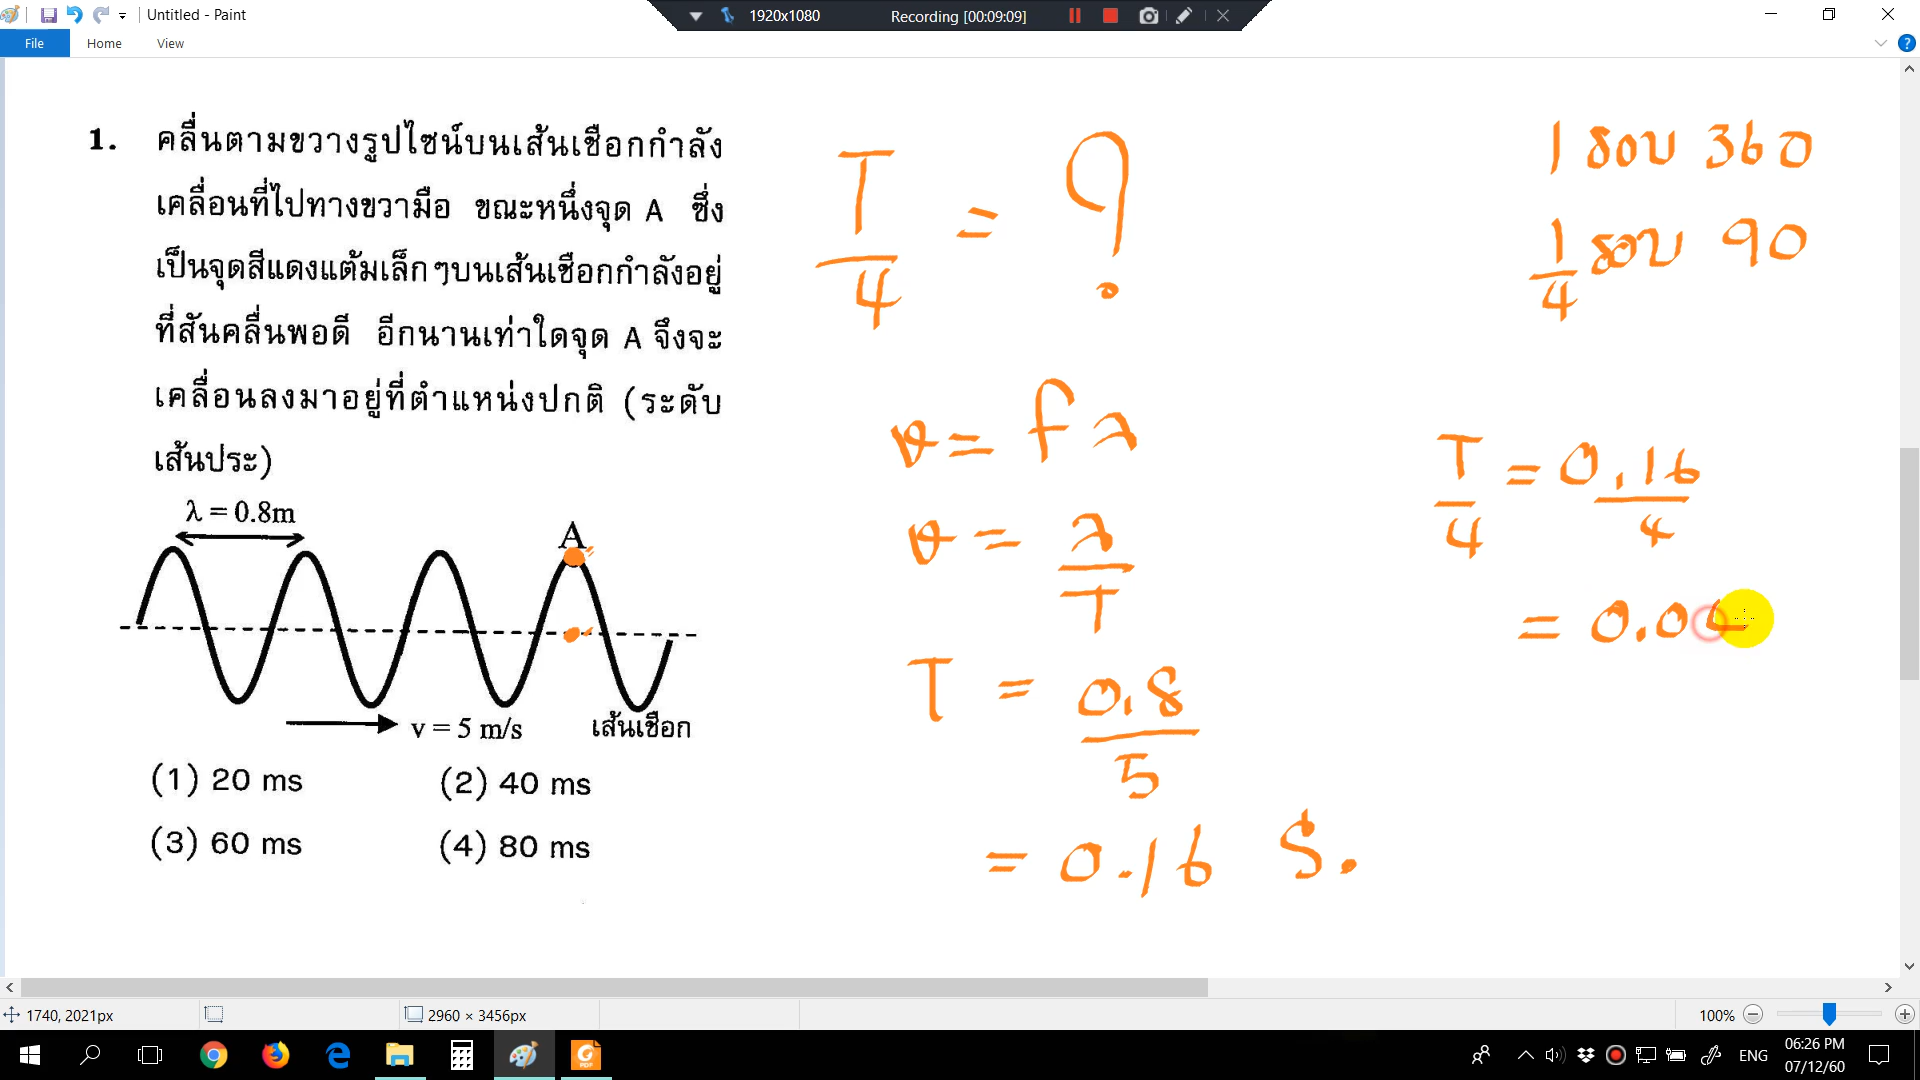 Untitled - Paint
1920x1080
Recording [00:09:09]
File
Home
View
1. คลื่นตามขวางรูปไซน์บนเส้นเชือกกำลัง
เคลื่อนที่ไปทางขวามือ ขณะหนึ่งจุด A ซึ่ง
เป็นจุดสีแดงแต้มเล็กๆบนเส้นเชือกกำลังอยู่
ที่สันคลื่นพอดี อีกนานเท่าใดจุด A จึงจะ
เคลื่อนลงมาอยู่ที่ตำแหน่งปกติ (ระดับ
เส้นประ)
λ = 0.8m
A
v = 5 m/s
เส้นเชือก
(1) 20 ms
(2) 40 ms
(3) 60 ms
(4) 80 ms
T/4 = ?
v = fλ
v = λ/T
T = 0.8/5
= 0.16 S.
1 รอบ 360
1/4 รอบ 90
T/4 = 0.16/4
= 0.04
1740, 2021px
2960 × 3456px
100%
ENG
06:26 PM
07/12/60